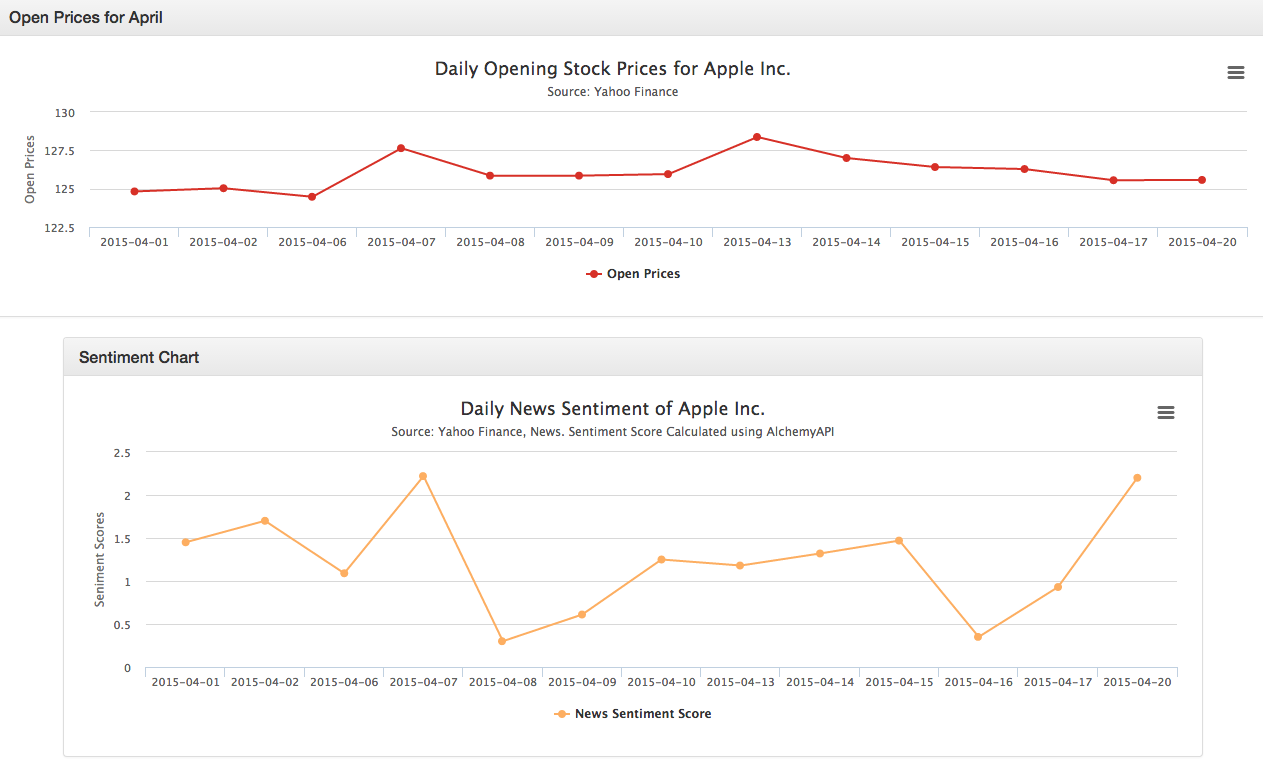 Open Prices for April
Daily Opening Stock Prices for Apple Inc.
Source: Yahoo Finance
130
127.5
125
122.5
Open Prices
2015-04-01 2015-04-02 2015-04-06 2015-04-07 2015-04-08 2015-04-09 2015-04-10 2015-04-13 2015-04-14 2015-04-15 2015-04-16 2015-04-17 2015-04-20
Open Prices
Sentiment Chart
Daily News Sentiment of Apple Inc.
Source: Yahoo Finance, News. Sentiment Score Calculated using AlchemyAPI
2.5
2
1.5
1
0.5
0
Seniment Scores
2015-04-01 2015-04-02 2015-04-06 2015-04-07 2015-04-08 2015-04-09 2015-04-10 2015-04-13 2015-04-14 2015-04-15 2015-04-16 2015-04-17 2015-04-20
News Sentiment Score